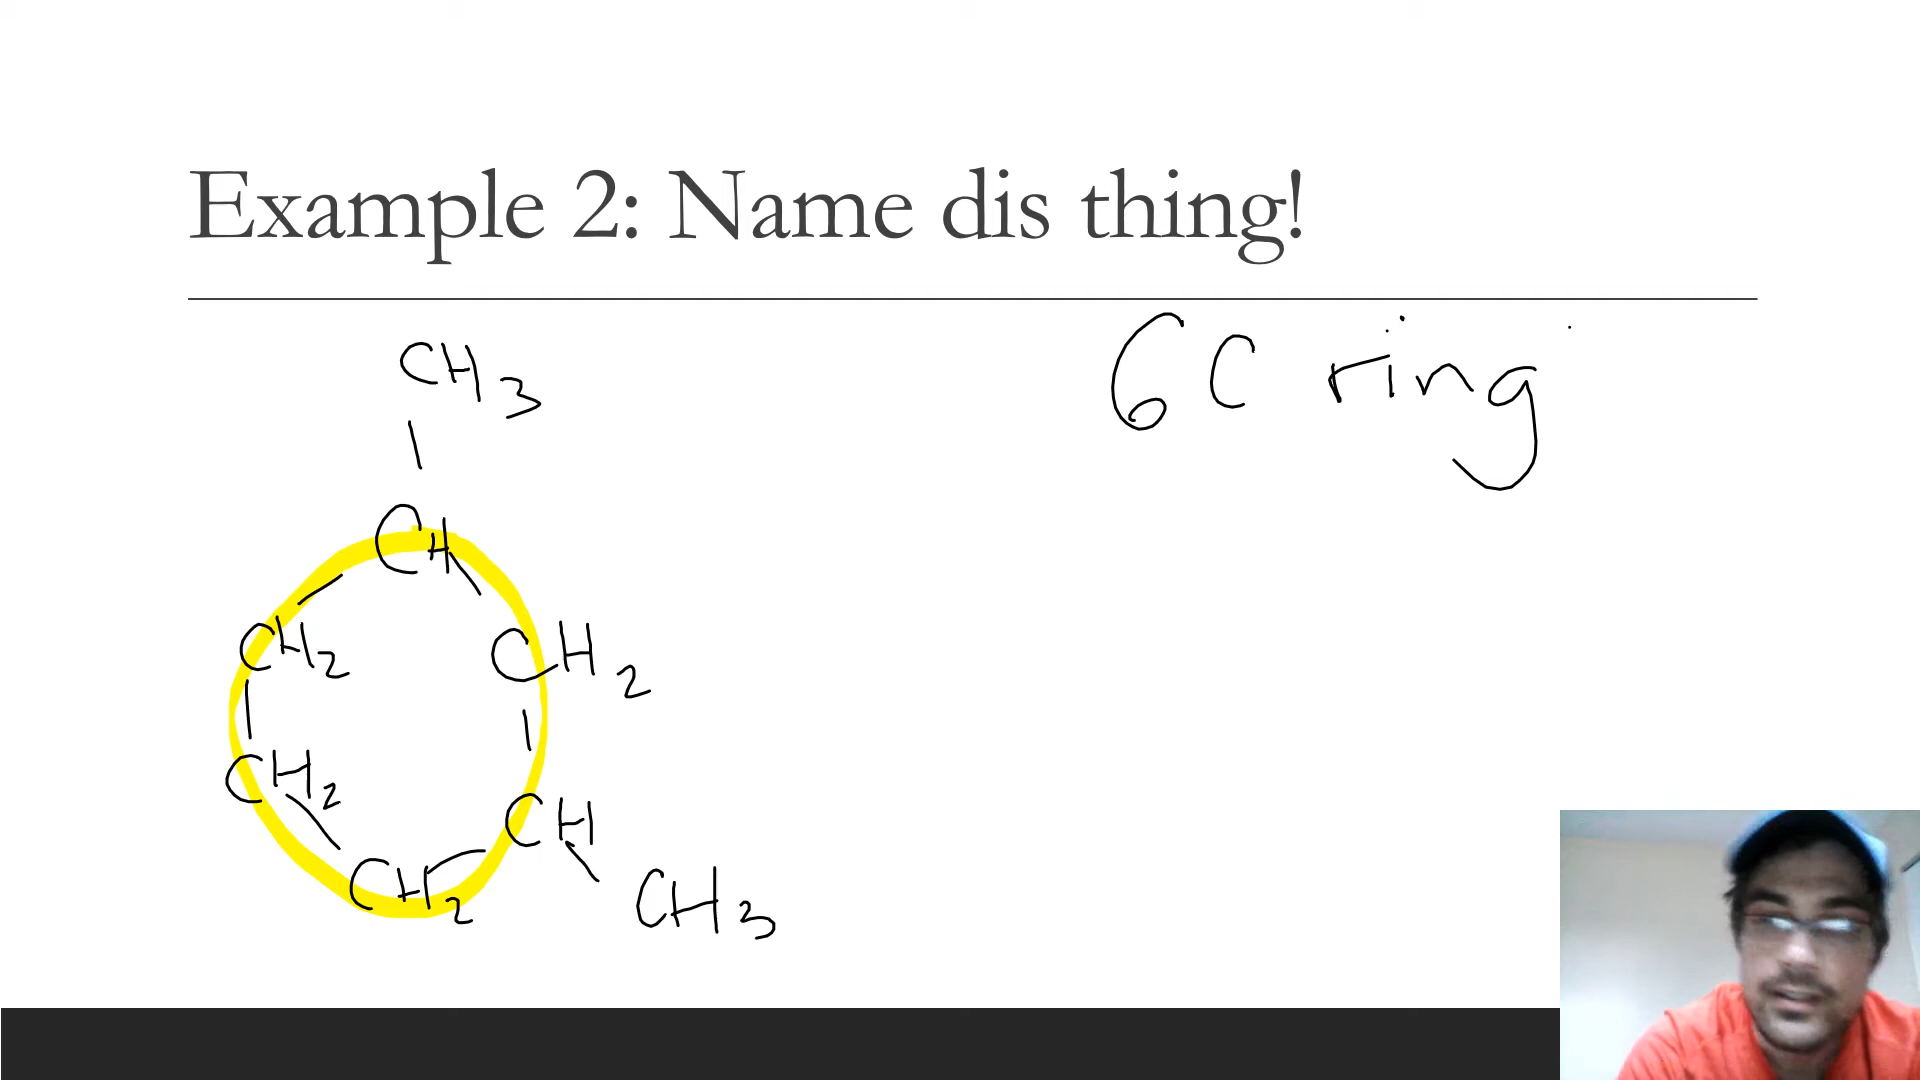 Example 2: Name dis thing!
6C ring
CH3
CH
CH2 CH2
CH2 CH
CH2 CH3